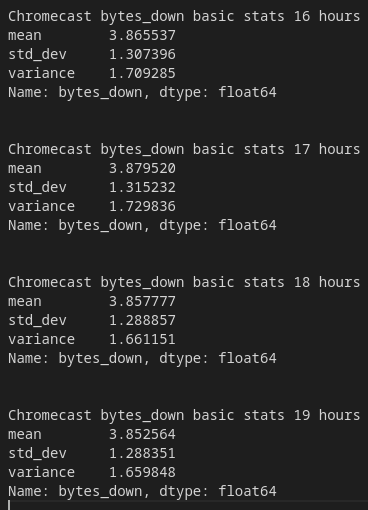 Chromecast bytes_down basic stats 16 hours
mean        3.865537
std_dev     1.307396
variance    1.709285
Name: bytes_down, dtype: float64
Chromecast bytes_down basic stats 17 hours
mean        3.879520
std_dev     1.315232
variance    1.729836
Name: bytes_down, dtype: float64
Chromecast bytes_down basic stats 18 hours
mean        3.857777
std_dev     1.288857
variance    1.661151
Name: bytes_down, dtype: float64
Chromecast bytes_down basic stats 19 hours
mean        3.852564
std_dev     1.288351
variance    1.659848
Name: bytes_down, dtype: float64